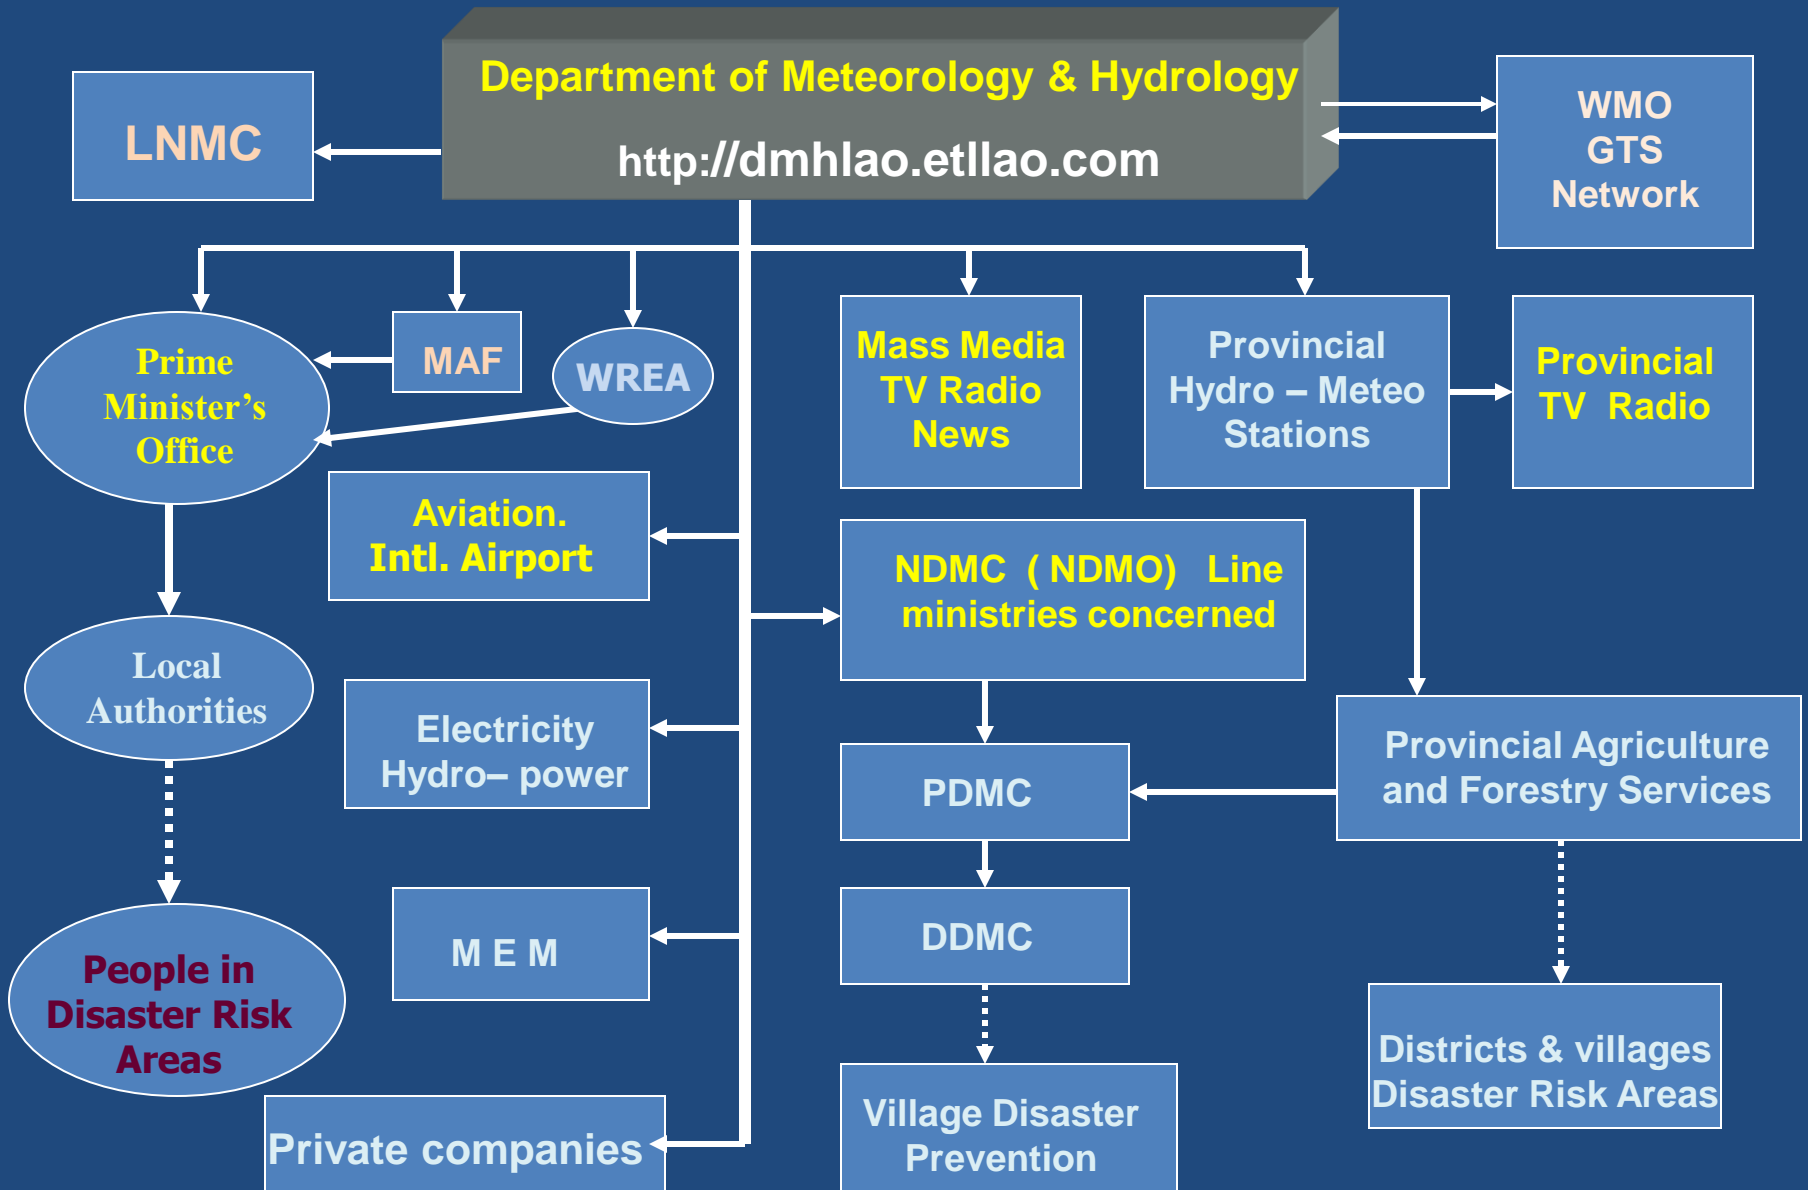 Department of Meteorology & Hydrology
http://dmhlao.etllao.com
LNMC
WMO
GTS
Network
Prime
Minister’s
Office
MAF
WREA
Mass Media
TV Radio
News
Provincial
Hydro – Meteo
Stations
Provincial
TV Radio
Aviation.
Intl. Airport
NDMC ( NDMO) Line
ministries concerned
Local
Authorities
Electricity
Hydro– power
PDMC
Provincial Agriculture
and Forestry Services
M E M
DDMC
People in
Disaster Risk
Areas
Districts & villages
Disaster Risk Areas
Private companies
Village Disaster
Prevention